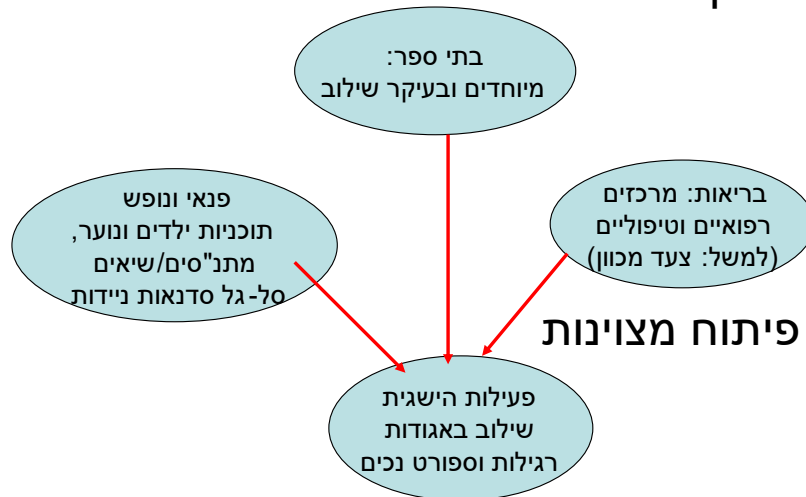 בתי ספר:
מיוחדים ובעיקר שילוב
בריאות: מרכזים
רפואיים וטיפוליים
(למשל: צעד מכוון)
פנאי ונופש
תוכניות ילדים ונוער,
מתנ"סים/שיאים
סל-גל סדנאות ניידות
פיתוח מצוינות
פעילות הישגית
שילוב באגודות
רגילות וספורט נכים